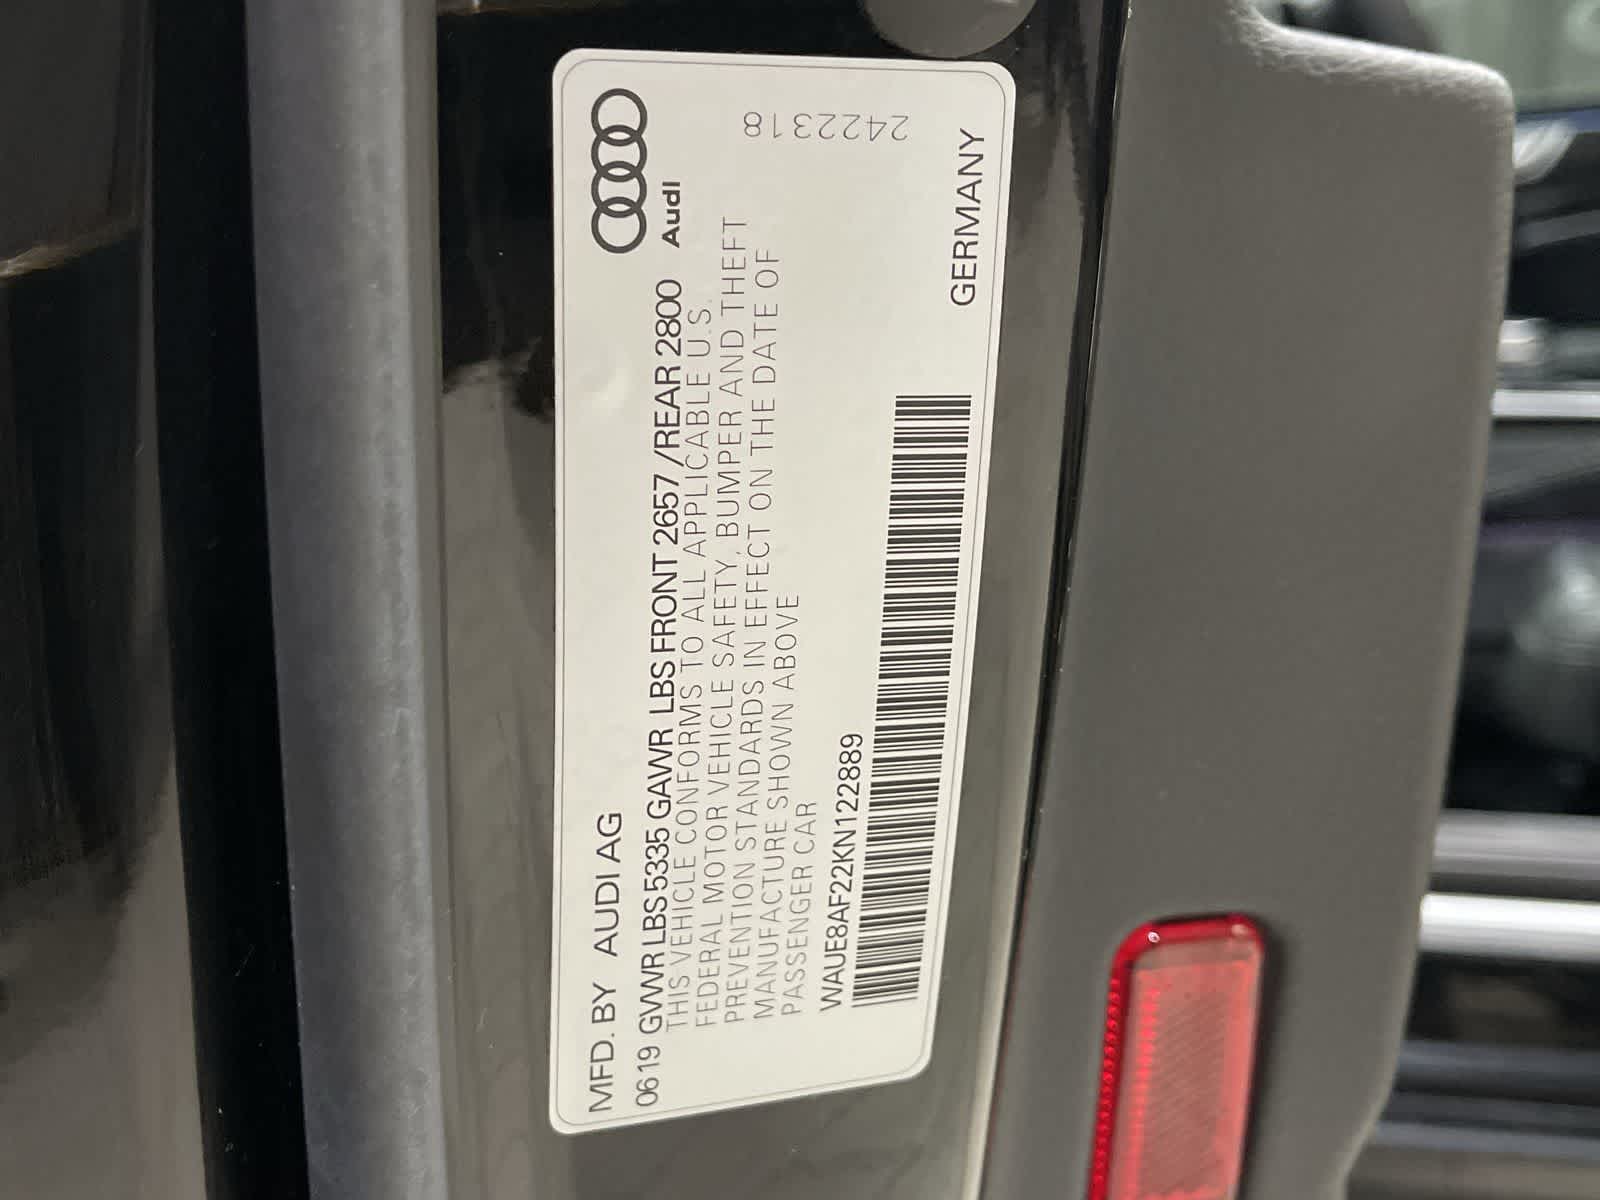 MFD. BY AUDI AG
Audi
0619 GVWR LBS 5335 GAWR LBS FRONT 2657 /REAR 2800
THIS VEHICLE CONFORMS TO ALL APPLICABLE U.S.
FEDERAL MOTOR VEHICLE SAFETY, BUMPER AND THEFT
PREVENTION STANDARDS IN EFFECT ON THE DATE OF
MANUFACTURE SHOWN ABOVE
PASSENGER CAR
WAUE8AF22KN122889
GERMANY
2422318